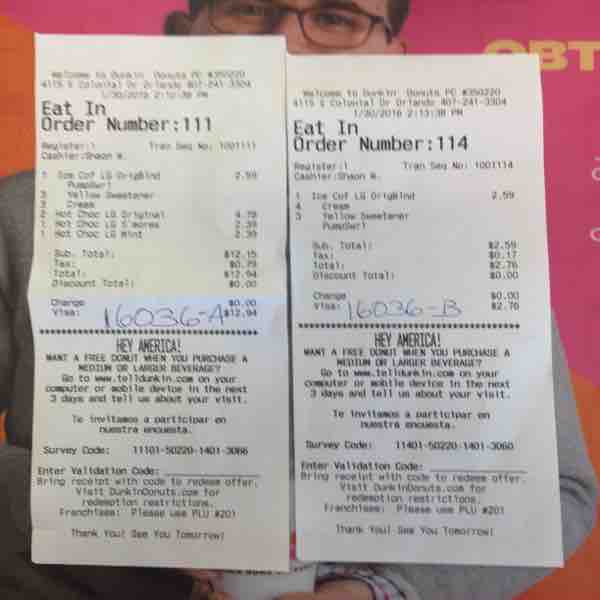 OBT
Welcome to Dunkin' Donuts PC #350220
4115 E Colonial Dr Orlando 407-241-3304
1/30/2016 2:12:38 PM
Eat In
Order Number:111
Register:1 Tran Seq No: 1001111
Cashier:Shaon W.
1 Ice Cof LG OrigBlnd 2.59
PumpSwrl
3 Yellow Sweetener
3 Cream
2 Hot Choc LG Original 4.78
1 Hot Choc LG S'mores 2.39
1 Hot Choc LG Mint 2.39
Sub. Total: $12.15
Tax: $0.79
Total: $12.94
Discount Total: $0.00
Change $0.00
Visa: $12.94
16036-A
HEY AMERICA!
WANT A FREE DONUT WHEN YOU PURCHASE A
MEDIUM OR LARGER BEVERAGE?
Go to www.telldunkin.com on your
computer or mobile device in the next
3 days and tell us about your visit.
Te invitamos a participar en
nuestra encuesta.
Survey Code: 11101-50220-1401-3066
Enter Validation Code:
Bring receipt with code to redeem offer.
Visit DunkinDonuts.com for
redemption restrictions.
Franchisee: Please use PLU #201
Thank You! See You Tomorrow!
Welcome to Dunkin' Donuts PC #350220
4115 E Colonial Dr Orlando 407-241-3304
1/30/2016 2:13:38 PM
Eat In
Order Number:114
Register:1 Tran Seq No: 1001114
Cashier:Shaon W.
1 Ice Cof LG OrigBlnd 2.59
4 Cream
3 Yellow Sweetener
PumpSwrl
Sub. Total: $2.59
Tax: $0.17
Total: $2.76
Discount Total: $0.00
Change $0.00
Visa: $2.76
16036-B
HEY AMERICA!
WANT A FREE DONUT WHEN YOU PURCHASE A
MEDIUM OR LARGER BEVERAGE?
Go to www.telldunkin.com on your
computer or mobile device in the next
3 days and tell us about your visit.
Te invitamos a participar en
nuestra encuesta.
Survey Code: 11401-50220-1401-3060
Enter Validation Code:
Bring receipt with code to redeem offer.
Visit DunkinDonuts.com for
redemption restrictions.
Franchisee: Please use PLU #201
Thank You! See You Tomorrow!